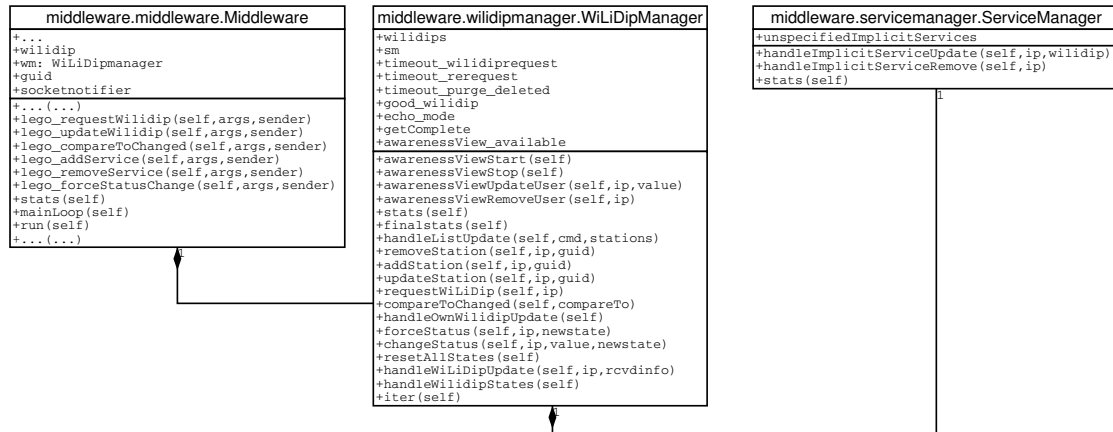 middleware.middleware.Middleware
+...
+wilidip
+wm: WiLiDipmanager
+guid
+socketnotifier
+...(...)
+lego_requestWilidip(self,args,sender)
+lego_updateWilidip(self,args,sender)
+lego_compareToChanged(self,args,sender)
+lego_addService(self,args,sender)
+lego_removeService(self,args,sender)
+lego_forceStatusChange(self,args,sender)
+stats(self)
+mainLoop(self)
+run(self)
+...(...)
1
middleware.wilidipmanager.WiLiDipManager
+wilidips
+sm
+timeout_wilidiprequest
+timeout_rerequest
+timeout_purge_deleted
+good_wilidip
+echo_mode
+getComplete
+awarenessView_available
+awarenessViewStart(self)
+awarenessViewStop(self)
+awarenessViewUpdateUser(self,ip,value)
+awarenessViewRemoveUser(self,ip)
+stats(self)
+finalstats(self)
+handleListUpdate(self,cmd,stations)
+removeStation(self,ip,guid)
+addStation(self,ip,guid)
+updateStation(self,ip,guid)
+requestWiLiDip(self,ip)
+compareToChanged(self,compareTo)
+handleOwnWilidipUpdate(self)
+forceStatus(self,ip,newstate)
+changeStatus(self,ip,value,newstate)
+resetAllStates(self)
+handleWiLiDipUpdate(self,ip,rcvdinfo)
+handleWilidipStates(self)
+iter(self)
1
middleware.servicemanager.ServiceManager
+unspecifiedImplicitServices
+handleImplicitServiceUpdate(self,ip,wilidip)
+handleImplicitServiceRemove(self,ip)
+stats(self)
1